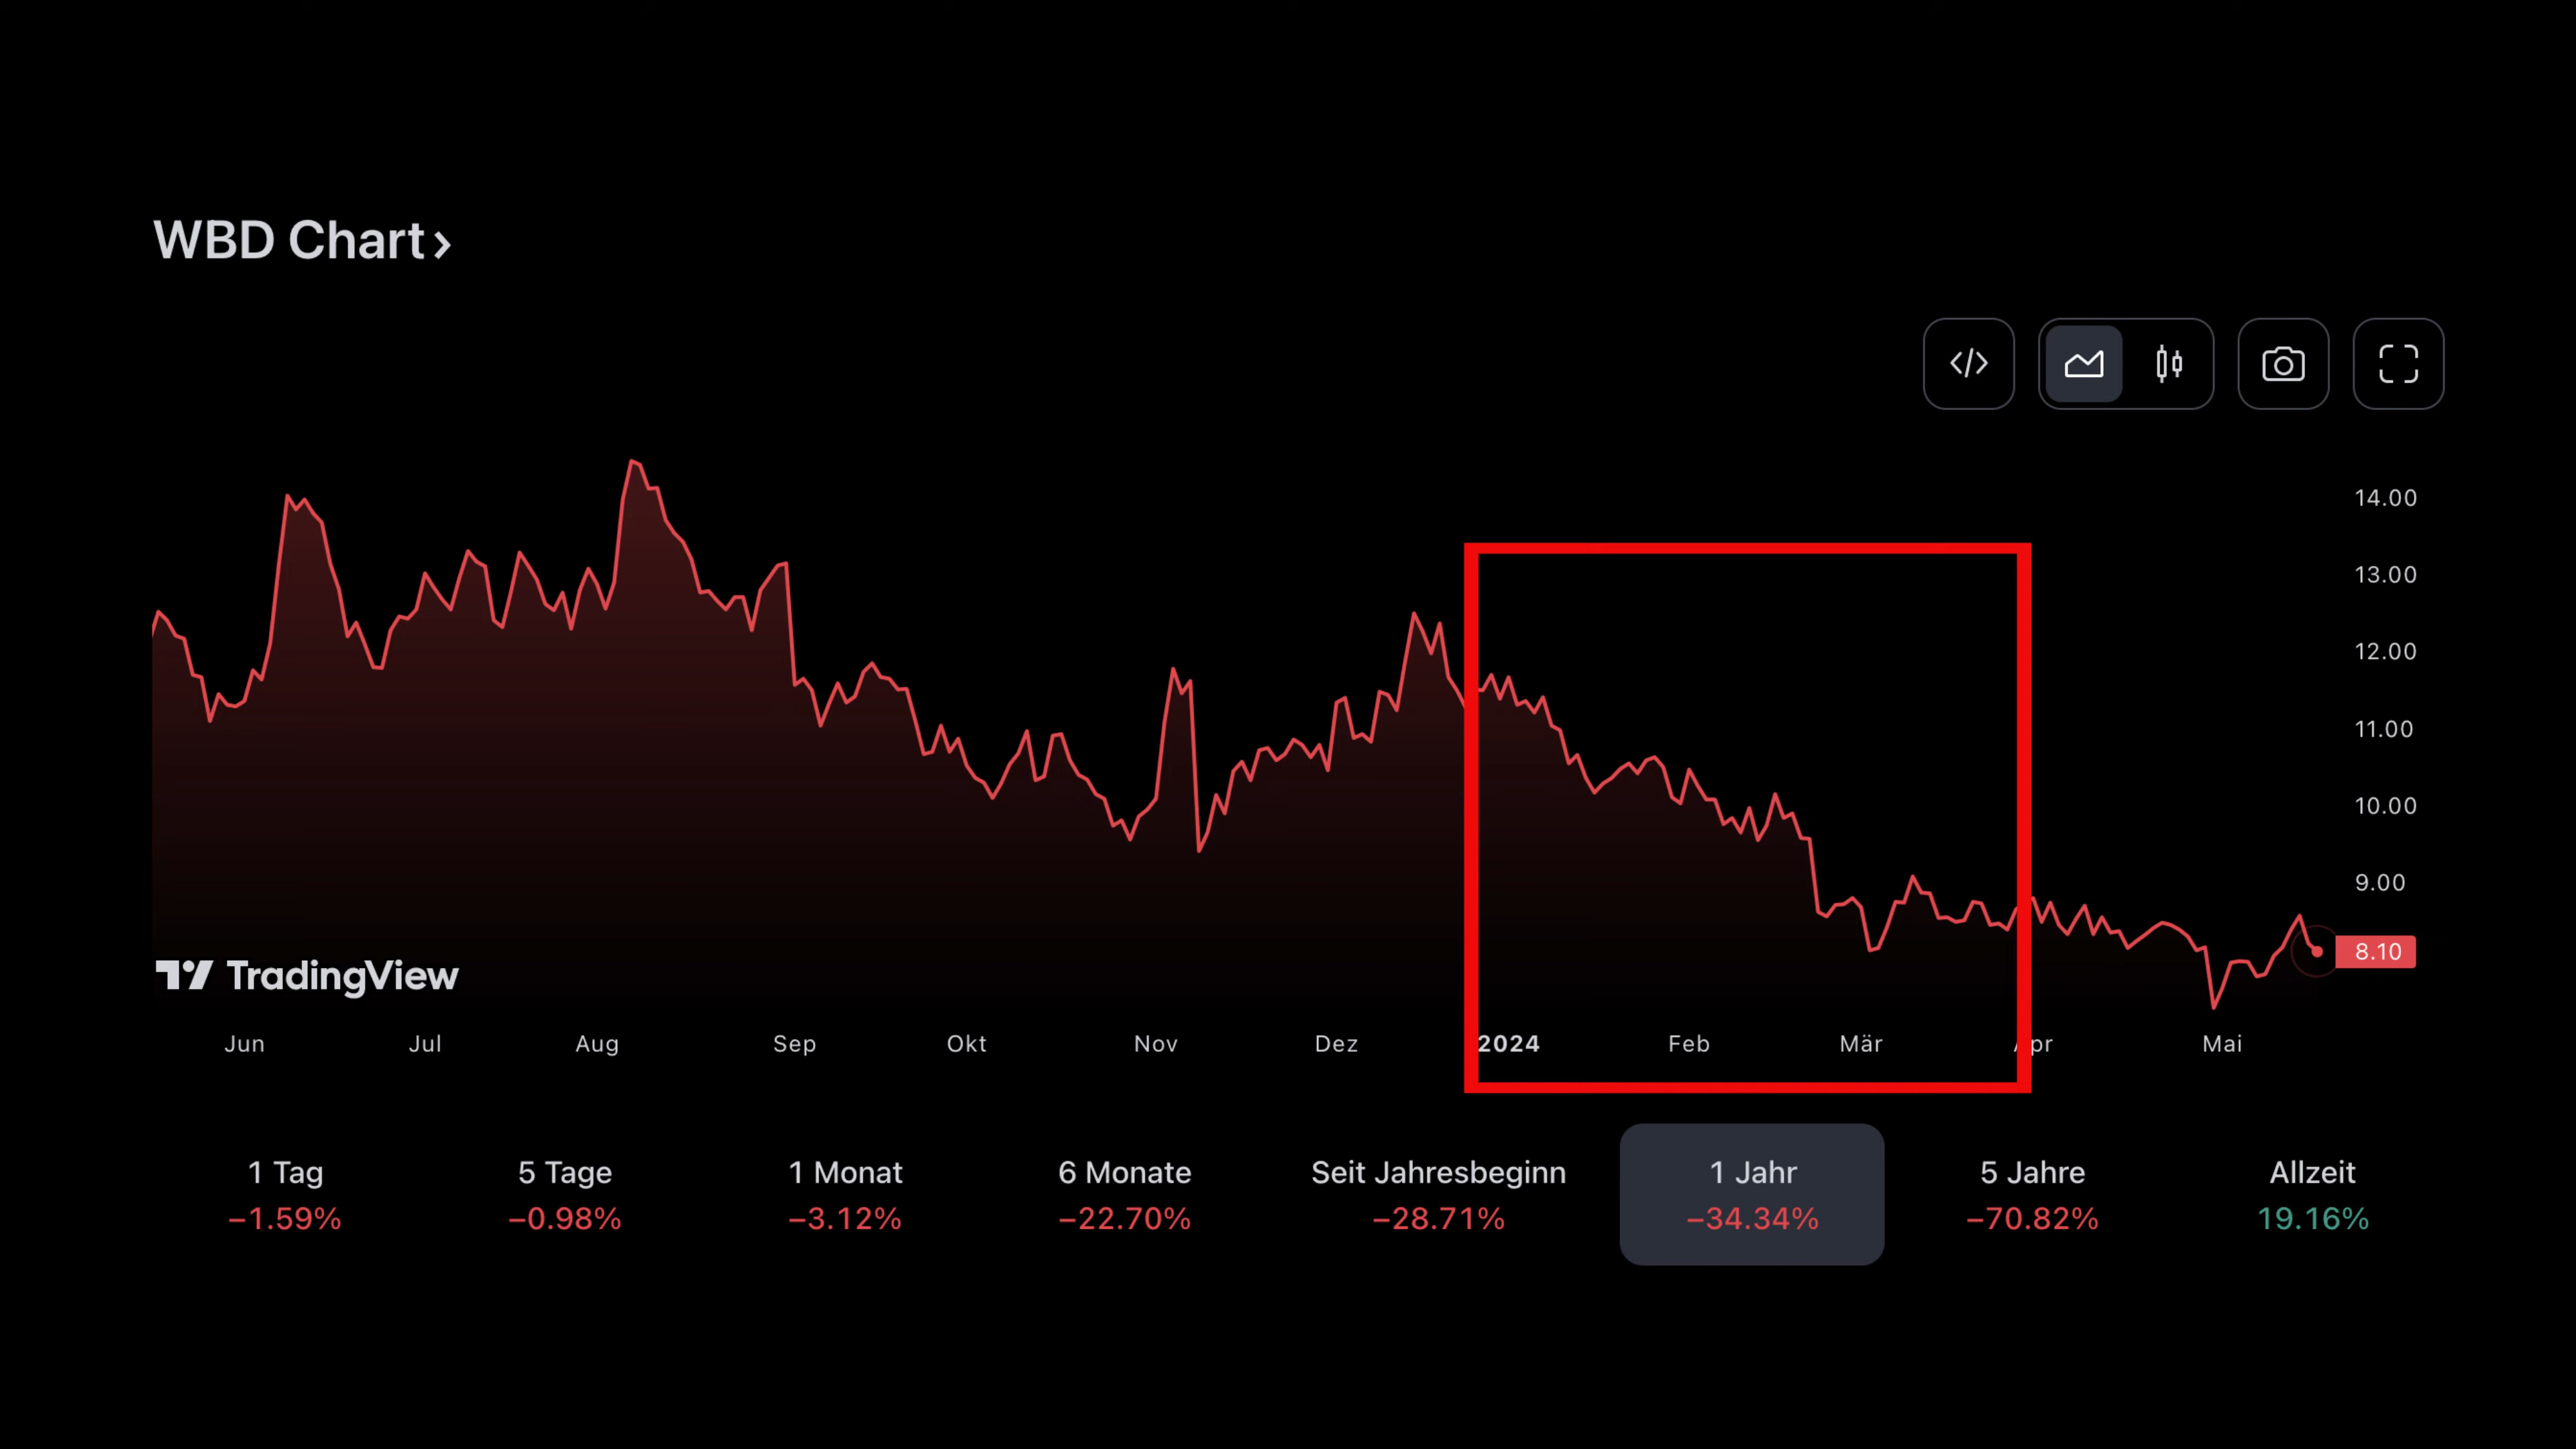 WBD Chart
14.00
13.00
12.00
11.00
10.00
9.00
8.10
TradingView
Jun Jul Aug Sep Okt Nov Dez 2024 Feb Mär Apr Mai
1 Tag 5 Tage 1 Monat 6 Monate Seit Jahresbeginn 1 Jahr 5 Jahre Allzeit
−1.59% −0.98% −3.12% −22.70% −28.71% −34.34% −70.82% 19.16%